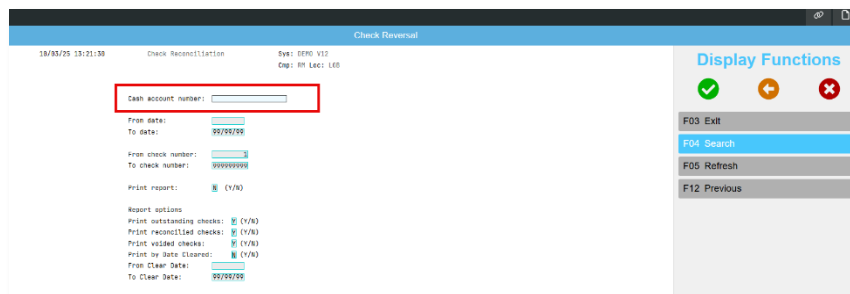 Check Reversal
18/03/25 13:21:30 Check Reconciliation Sys: DEMO V12
Cmp: RM Loc: LGB
Cash account number:
From date:
To date: 99/99/99
From check number: 1
To check number: 999999999
Print report: N (Y/N)
Report options
Print outstanding checks: Y (Y/N)
Print reconciled checks: Y (Y/N)
Print voided checks: Y (Y/N)
Print by Date Cleared: N (Y/N)
From Clear Date:
To Clear Date: 99/99/99
Display Functions
F03 Exit
F04 Search
F05 Refresh
F12 Previous